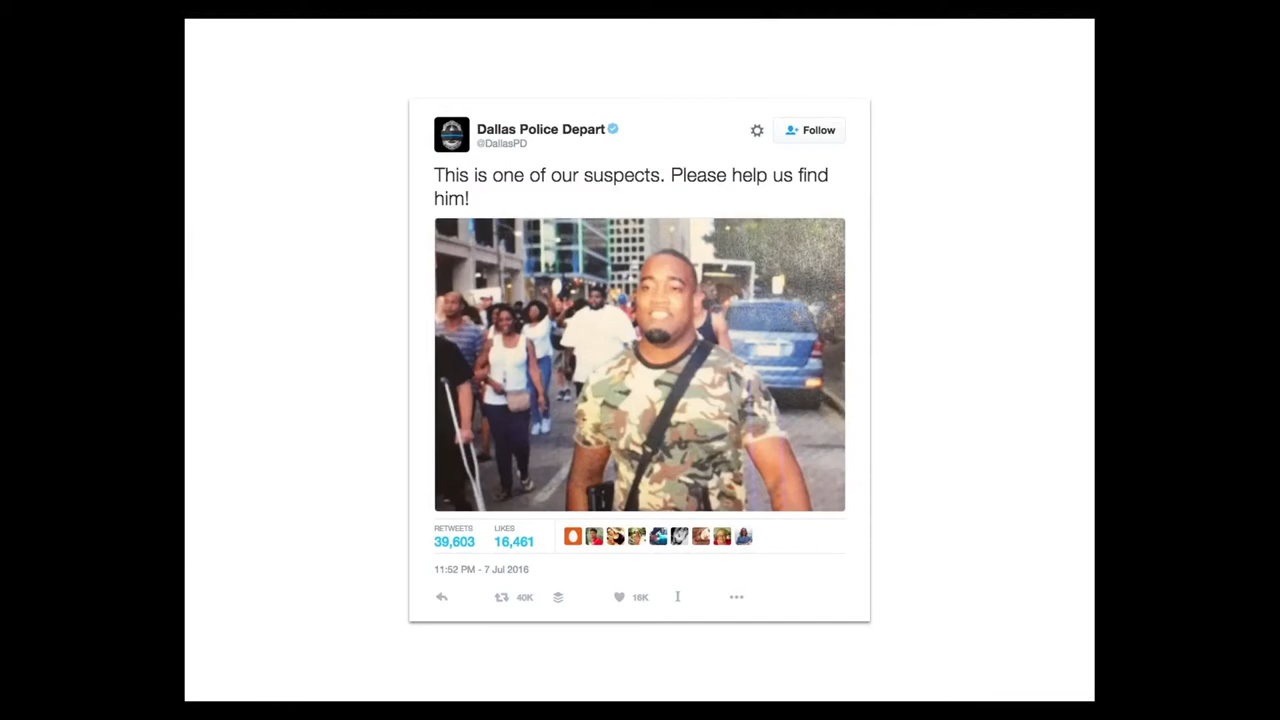 Dallas Police Depart
@DallasPD
Follow
This is one of our suspects. Please help us find
him!
RETWEETS LIKES
39,603 16,461
11:52 PM - 7 Jul 2016
40K 16K